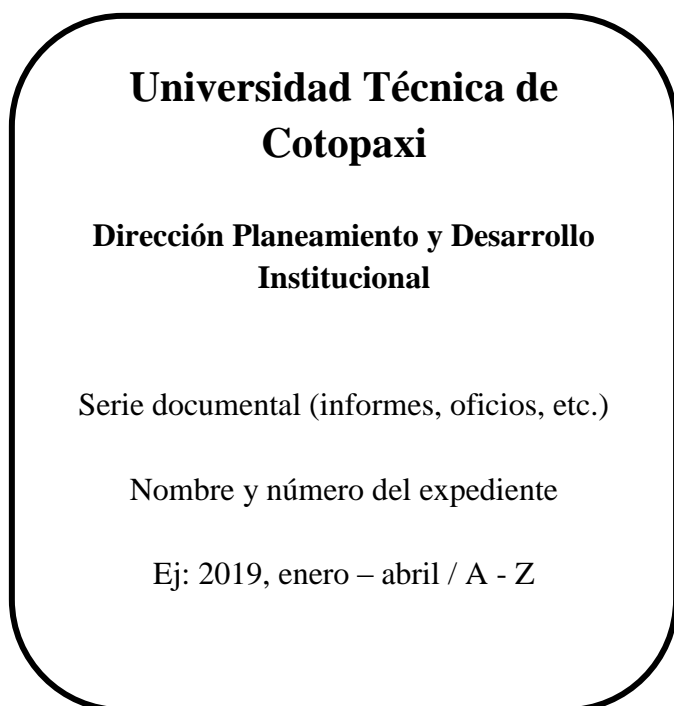 Universidad Técnica de
Cotopaxi
Dirección Planeamiento y Desarrollo
Institucional
Serie documental (informes, oficios, etc.)
Nombre y número del expediente
Ej: 2019, enero – abril / A - Z